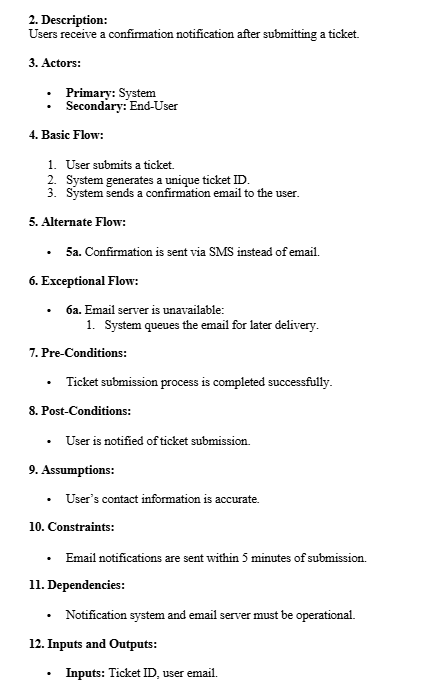 2. Description:
Users receive a confirmation notification after submitting a ticket.
3. Actors:
• Primary: System
• Secondary: End-User
4. Basic Flow:
1. User submits a ticket.
2. System generates a unique ticket ID.
3. System sends a confirmation email to the user.
5. Alternate Flow:
• 5a. Confirmation is sent via SMS instead of email.
6. Exceptional Flow:
• 6a. Email server is unavailable:
1. System queues the email for later delivery.
7. Pre-Conditions:
• Ticket submission process is completed successfully.
8. Post-Conditions:
• User is notified of ticket submission.
9. Assumptions:
• User’s contact information is accurate.
10. Constraints:
• Email notifications are sent within 5 minutes of submission.
11. Dependencies:
• Notification system and email server must be operational.
12. Inputs and Outputs:
• Inputs: Ticket ID, user email.